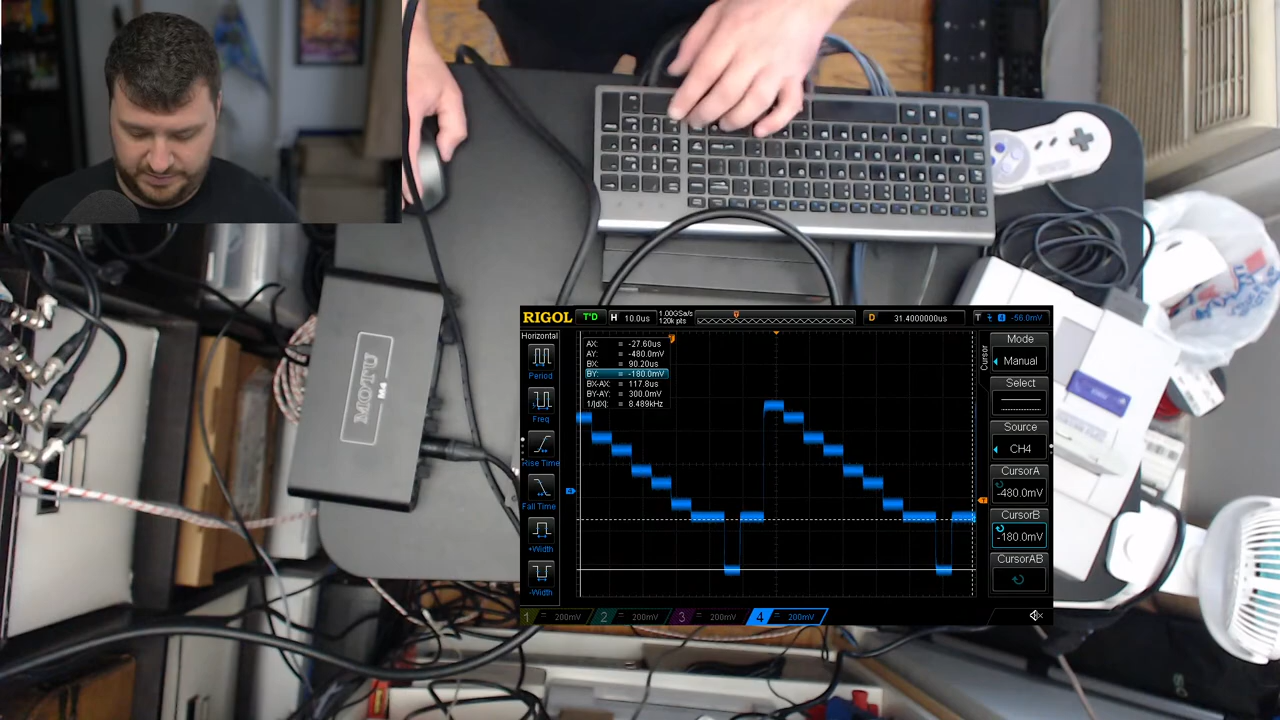 RIGOL T'D H 10.0us 1.00GSa/s 120k pts D 31.4000000us T 4 -56.0mV
Horizontal
Period
Freq
Rise Time
Fall Time
+Width
-Width
AX: = -27.60us
AY: = -480.0mV
BX: = 90.20us
BY: = -180.0mV
BX-AX: = 117.8us
BY-AY: = 300.0mV
1/|dX|: = 8.489kHz
Cursor
Mode
Manual
Select
Source
CH4
CursorA
-480.0mV
CursorB
-180.0mV
CursorAB
1 = 200mV 2 = 200mV 3 = 200mV 4 = 200mV
MOTU M4